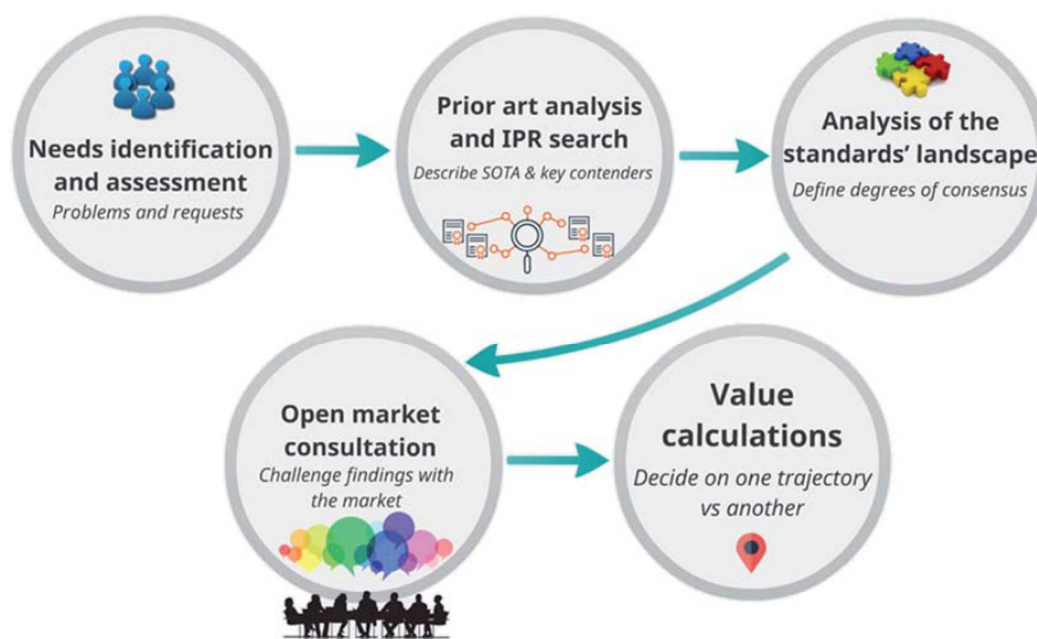 Needs identification
and assessment
Problems and requests
Prior art analysis
and IPR search
Describe SOTA & key contenders
Analysis of the
standards’ landscape
Define degrees of consensus
Open market
consultation
Challenge findings with
the market
Value
calculations
Decide on one trajectory
vs another